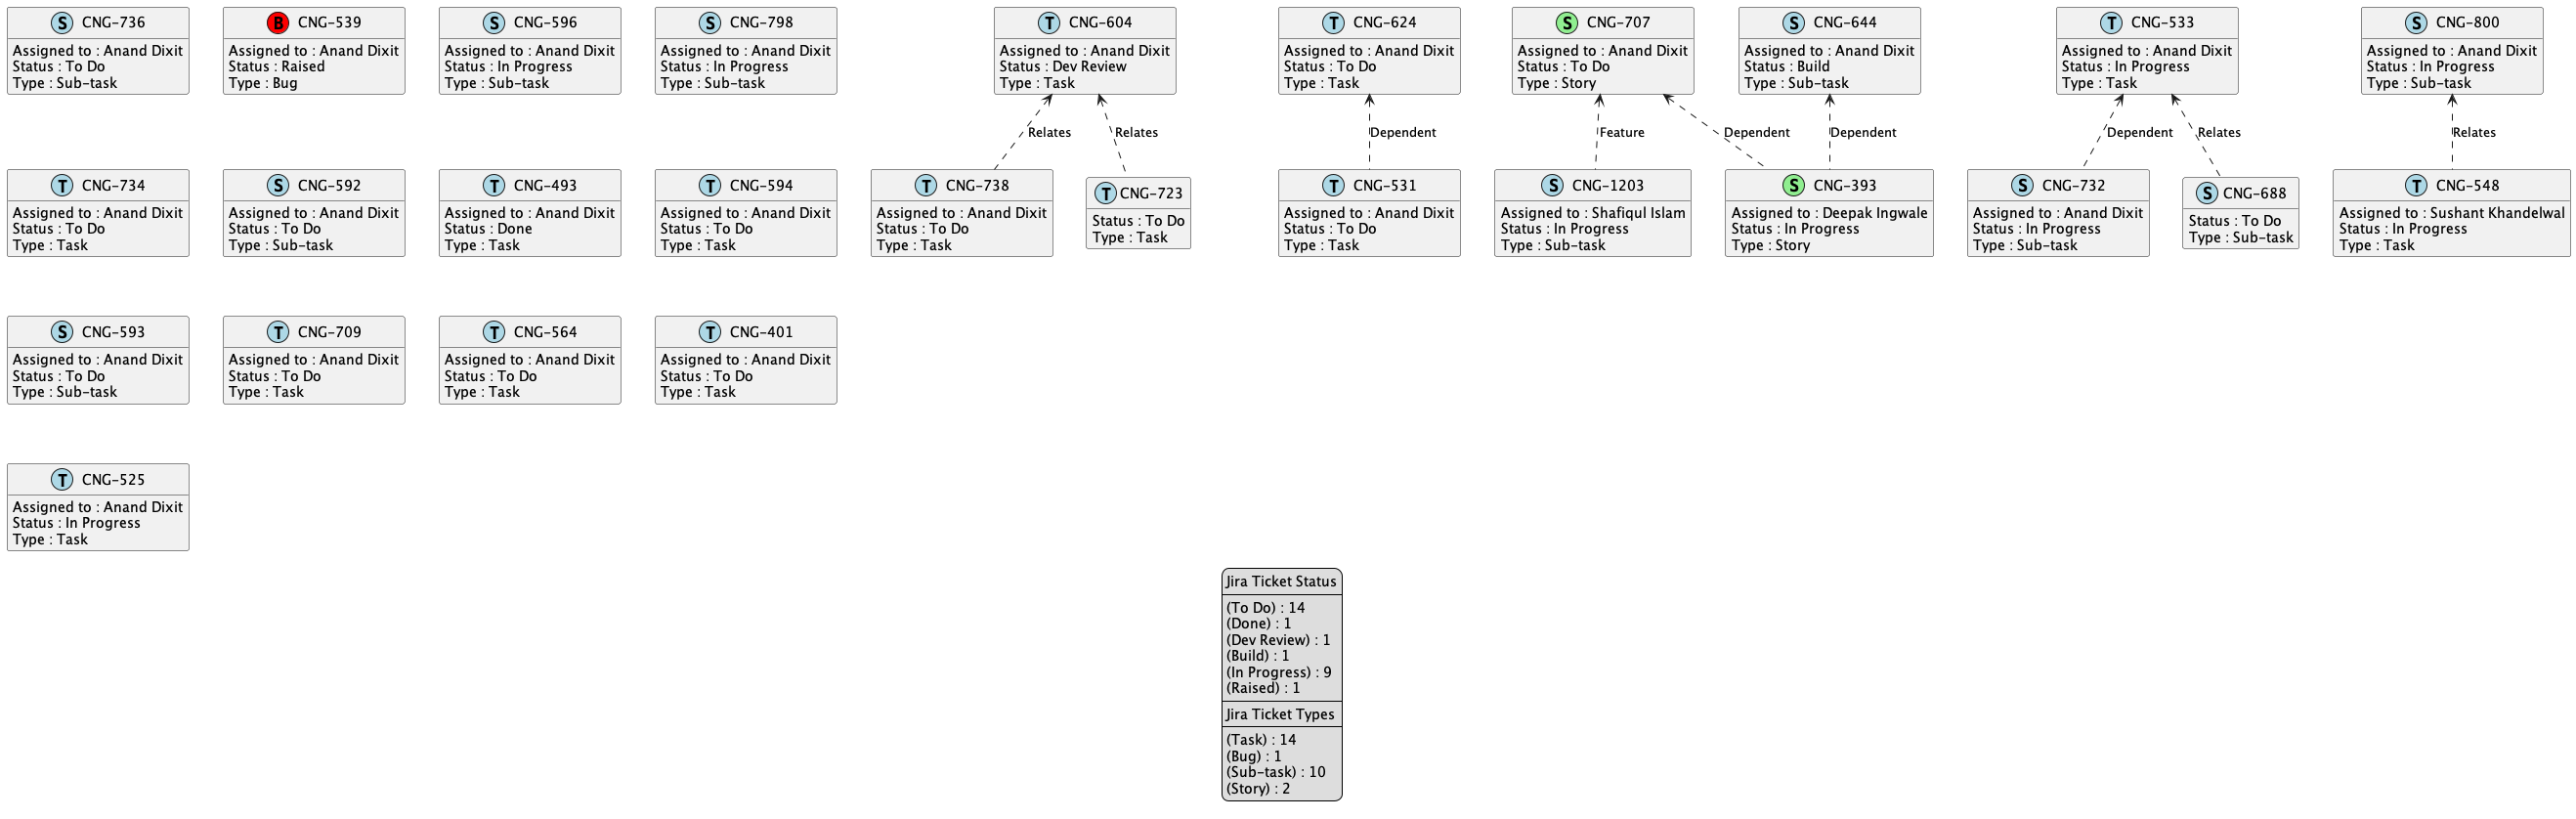 S CNG-736
Assigned to : Anand Dixit
Status : To Do
Type : Sub-task
B CNG-539
Assigned to : Anand Dixit
Status : Raised
Type : Bug
S CNG-596
Assigned to : Anand Dixit
Status : In Progress
Type : Sub-task
S CNG-798
Assigned to : Anand Dixit
Status : In Progress
Type : Sub-task
T CNG-604
Assigned to : Anand Dixit
Status : Dev Review
Type : Task
T CNG-624
Assigned to : Anand Dixit
Status : To Do
Type : Task
S CNG-707
Assigned to : Anand Dixit
Status : To Do
Type : Story
S CNG-644
Assigned to : Anand Dixit
Status : Build
Type : Sub-task
T CNG-533
Assigned to : Anand Dixit
Status : In Progress
Type : Task
S CNG-800
Assigned to : Anand Dixit
Status : In Progress
Type : Sub-task
Relates
Relates
Dependent
Feature
Dependent
Dependent
Dependent
Relates
Relates
T CNG-734
Assigned to : Anand Dixit
Status : To Do
Type : Task
S CNG-592
Assigned to : Anand Dixit
Status : To Do
Type : Sub-task
T CNG-493
Assigned to : Anand Dixit
Status : Done
Type : Task
T CNG-594
Assigned to : Anand Dixit
Status : To Do
Type : Task
T CNG-738
Assigned to : Anand Dixit
Status : To Do
Type : Task
T CNG-723
Status : To Do
Type : Task
T CNG-531
Assigned to : Anand Dixit
Status : To Do
Type : Task
S CNG-1203
Assigned to : Shafiqul Islam
Status : In Progress
Type : Sub-task
S CNG-393
Assigned to : Deepak Ingwale
Status : In Progress
Type : Story
S CNG-732
Assigned to : Anand Dixit
Status : In Progress
Type : Sub-task
S CNG-688
Status : To Do
Type : Sub-task
T CNG-548
Assigned to : Sushant Khandelwal
Status : In Progress
Type : Task
S CNG-593
Assigned to : Anand Dixit
Status : To Do
Type : Sub-task
T CNG-709
Assigned to : Anand Dixit
Status : To Do
Type : Task
T CNG-564
Assigned to : Anand Dixit
Status : To Do
Type : Task
T CNG-401
Assigned to : Anand Dixit
Status : To Do
Type : Task
T CNG-525
Assigned to : Anand Dixit
Status : In Progress
Type : Task
Jira Ticket Status
(To Do) : 14
(Done) : 1
(Dev Review) : 1
(Build) : 1
(In Progress) : 9
(Raised) : 1
Jira Ticket Types
(Task) : 14
(Bug) : 1
(Sub-task) : 10
(Story) : 2